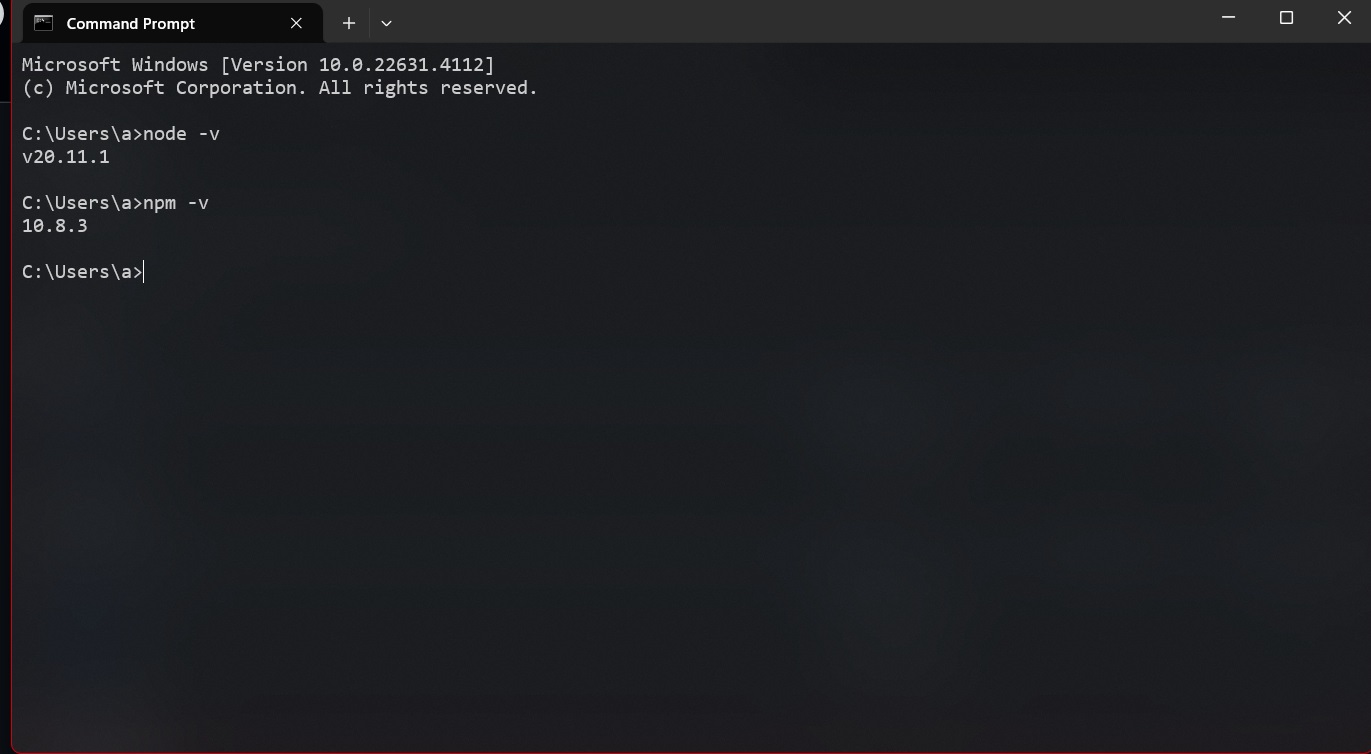 Command Prompt
Microsoft Windows [Version 10.0.22631.4112]
(c) Microsoft Corporation. All rights reserved.
C:\Users\a>node -v
v20.11.1
C:\Users\a>npm -v
10.8.3
C:\Users\a>